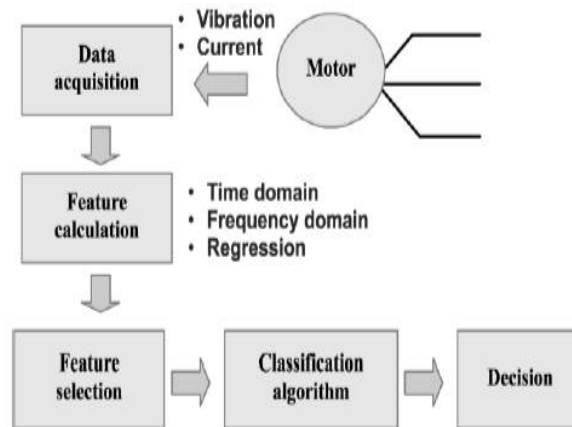 • Vibration
• Current
Data
acquisition
Motor
Feature
calculation
• Time domain
• Frequency domain
• Regression
Feature
selection
Classification
algorithm
Decision